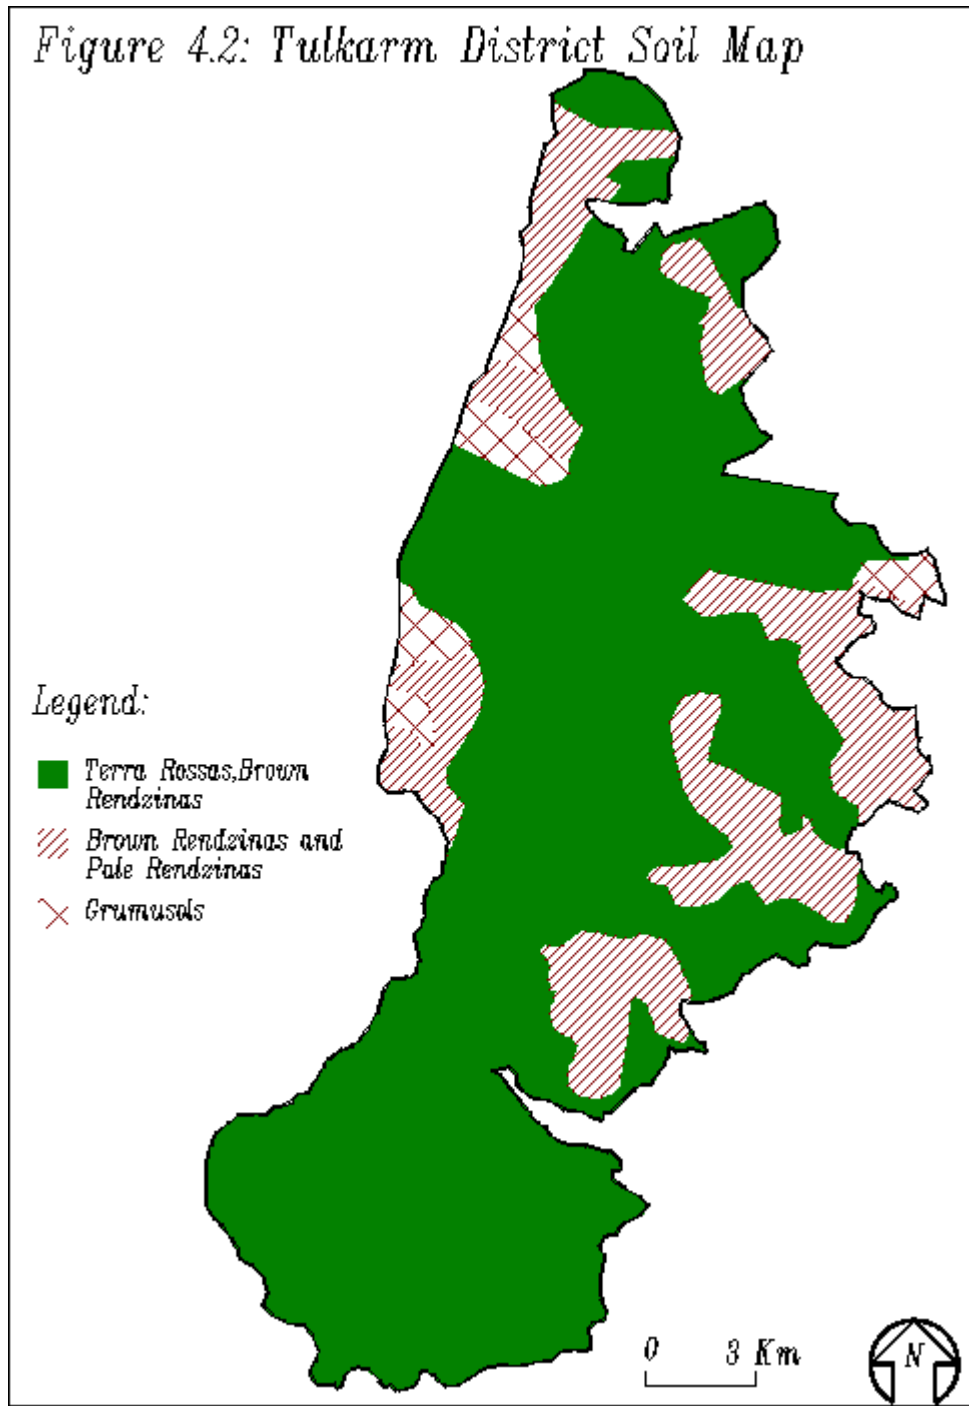 Figure 4.2: Tulkarm District Soil Map
Legend:
Terra Rossas,Brown
Rendzinas
Brown Rendzinas and
Pale Rendzinas
Grumusols
0 3 Km
N